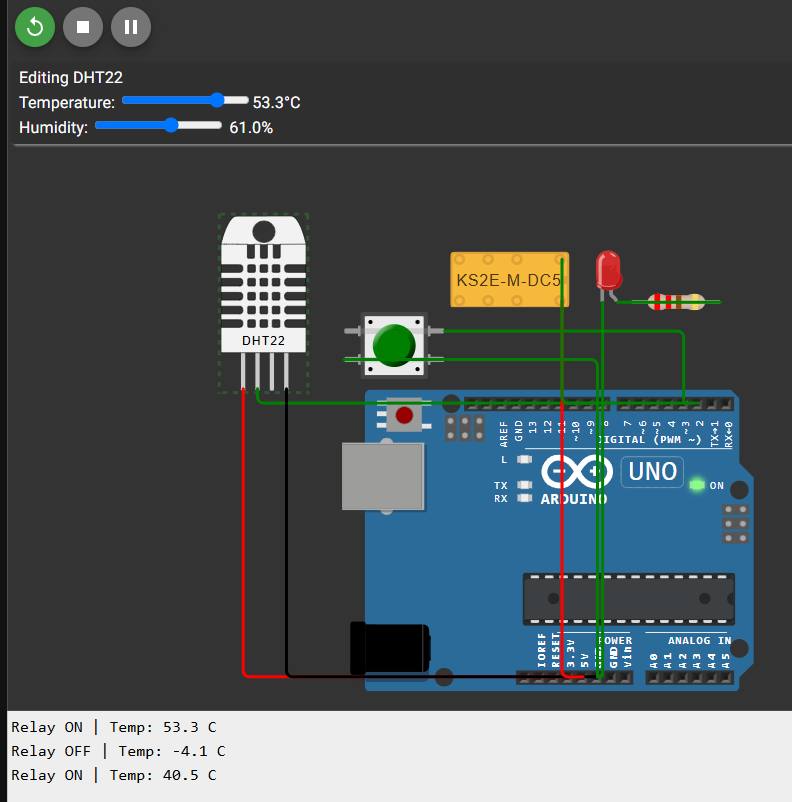 Editing DHT22
Temperature: 53.3°C
Humidity: 61.0%
KS2E-M-DC5
DHT22
AREF
GND
13
12
~10
~9
7
~6
~5
4
~3
2
TX→1
RX←0
DIGITAL (PWM ~)
L
TX
RX
UNO
ON
ARDUINO
IOREF
RESET
3.3V
5V
GND
Vin
POWER
ANALOG IN
A0
A1
A2
A3
A4
A5
Relay ON | Temp: 53.3 C
Relay OFF | Temp: -4.1 C
Relay ON | Temp: 40.5 C